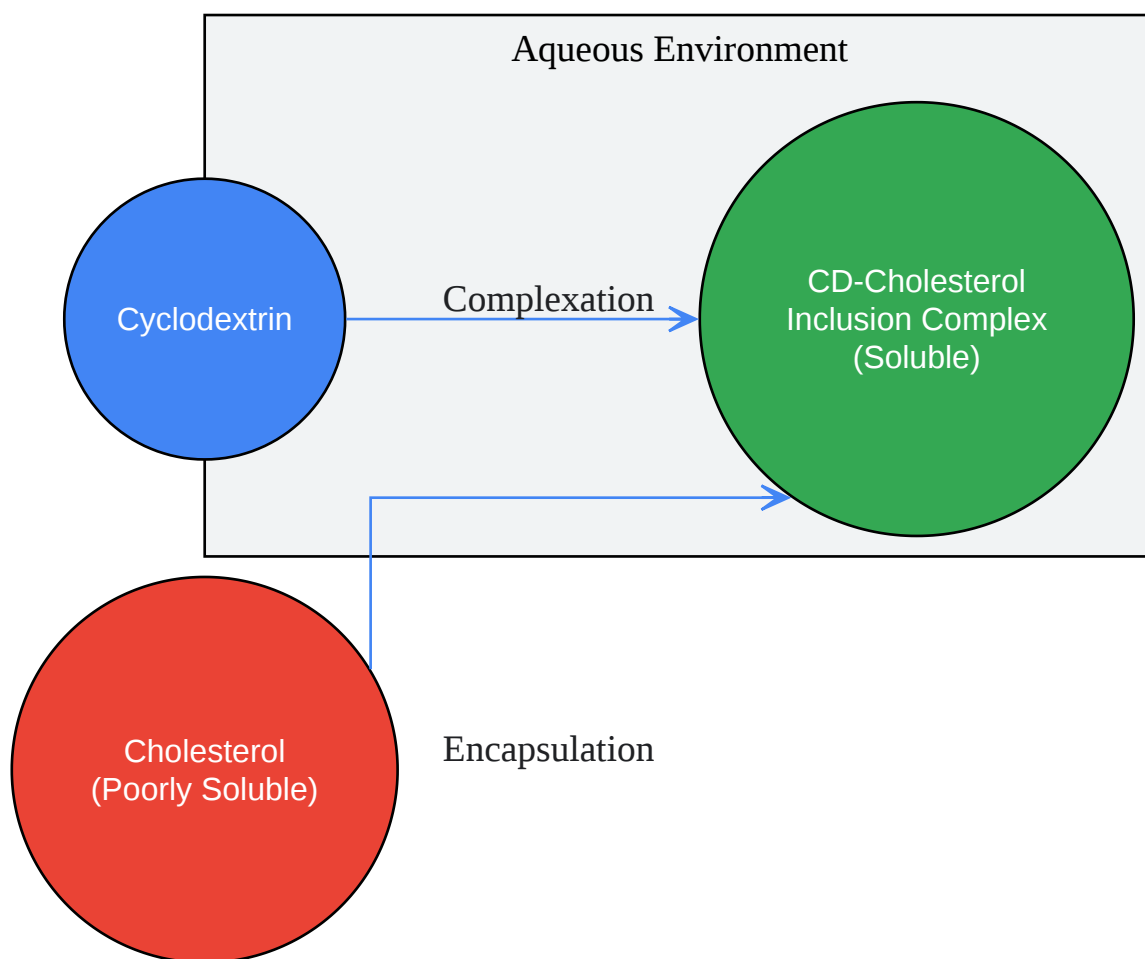 Aqueous Environment
Cyclodextrin
Complexation
CD-Cholesterol
Inclusion Complex
(Soluble)
Cholesterol
(Poorly Soluble)
Encapsulation